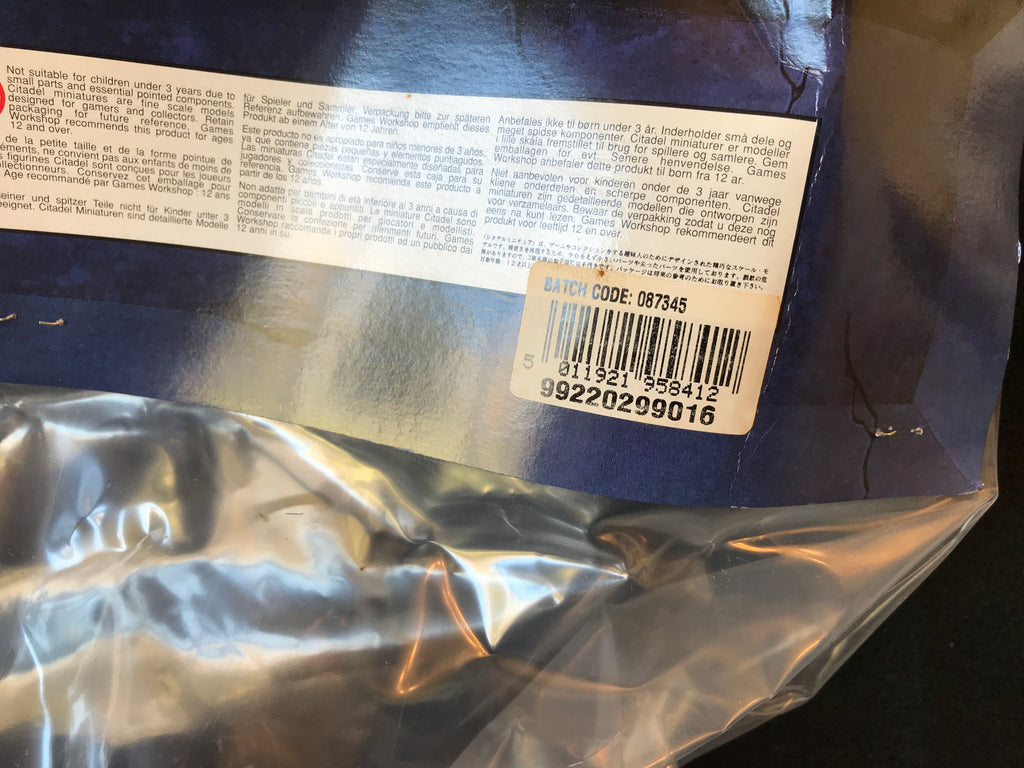 Not suitable for children under 3 years due to
small parts and essential pointed components.
Citadel miniatures are fine scale models
designed for gamers and collectors. Retain
packaging for future reference. Games
Workshop recommends this product for ages
12 and over.
de la petite taille et de la forme pointue de
éments, ne convient pas aux enfants de moins de
figurines Citadel sont conçues pour les joueurs
llectionneurs. Conservez cet emballage pour
Age recommandé par Games Workshop : 12 ans
leiner und spitzer Teile nicht für Kinder unter 3
eeignet. Citadel Miniaturen sind detaillierte Modelle
für Spieler und Sammler. Verpackung bitte zur späteren
Referenz aufbewahren. Games Workshop empfiehlt dieses
Produkt ab einem Alter von 12 Jahren.
Este producto no es apropiado para niños menores de 3 años,
ya que contiene piezas pequeñas y elementos puntiagudos.
Las miniaturas Citadel están especialmente diseñadas para
jugadores y coleccionistas. Conserve esta caja para su
referencia. Games Workshop recomienda este producto a
partir de los 12 años.
Non adatto per bambini di età inferiore ai 3 anni a causa di
componenti piccoli e appuntiti. Le miniature Citadel sono
modelli in scala prodotti per giocatori e modellisti.
Conservare la confezione per riferimenti futuri. Games
Workshop raccomanda i propri prodotti ad un pubblico dai
12 anni in su.
Anbefales ikke til børn under 3 år. Inderholder små dele og
meget spidse komponenter. Citadel miniaturer er modeller
i lille skala fremstillet til brug for spillere og samlere. Gem
emballagen for evt. Senere henvendelse. Games
Workshop anbefaler dette produkt til børn fra 12 ar.
Niet aanbevolen voor kinderen onder de 3 jaar vanwege
kliene onderdelen en scherpe componenten. Citadel
miniaturen zijn gedetailleerde modellen die ontworpen zijn
voor verzamelaars. Bewaar de verpakking zodat u deze nog
eens na kunt lezen. Games Workshop rekommendeert dit
produkt voor leeftijd 12 en over.
BATCH CODE: 087345
5 011921 958412
99220299016